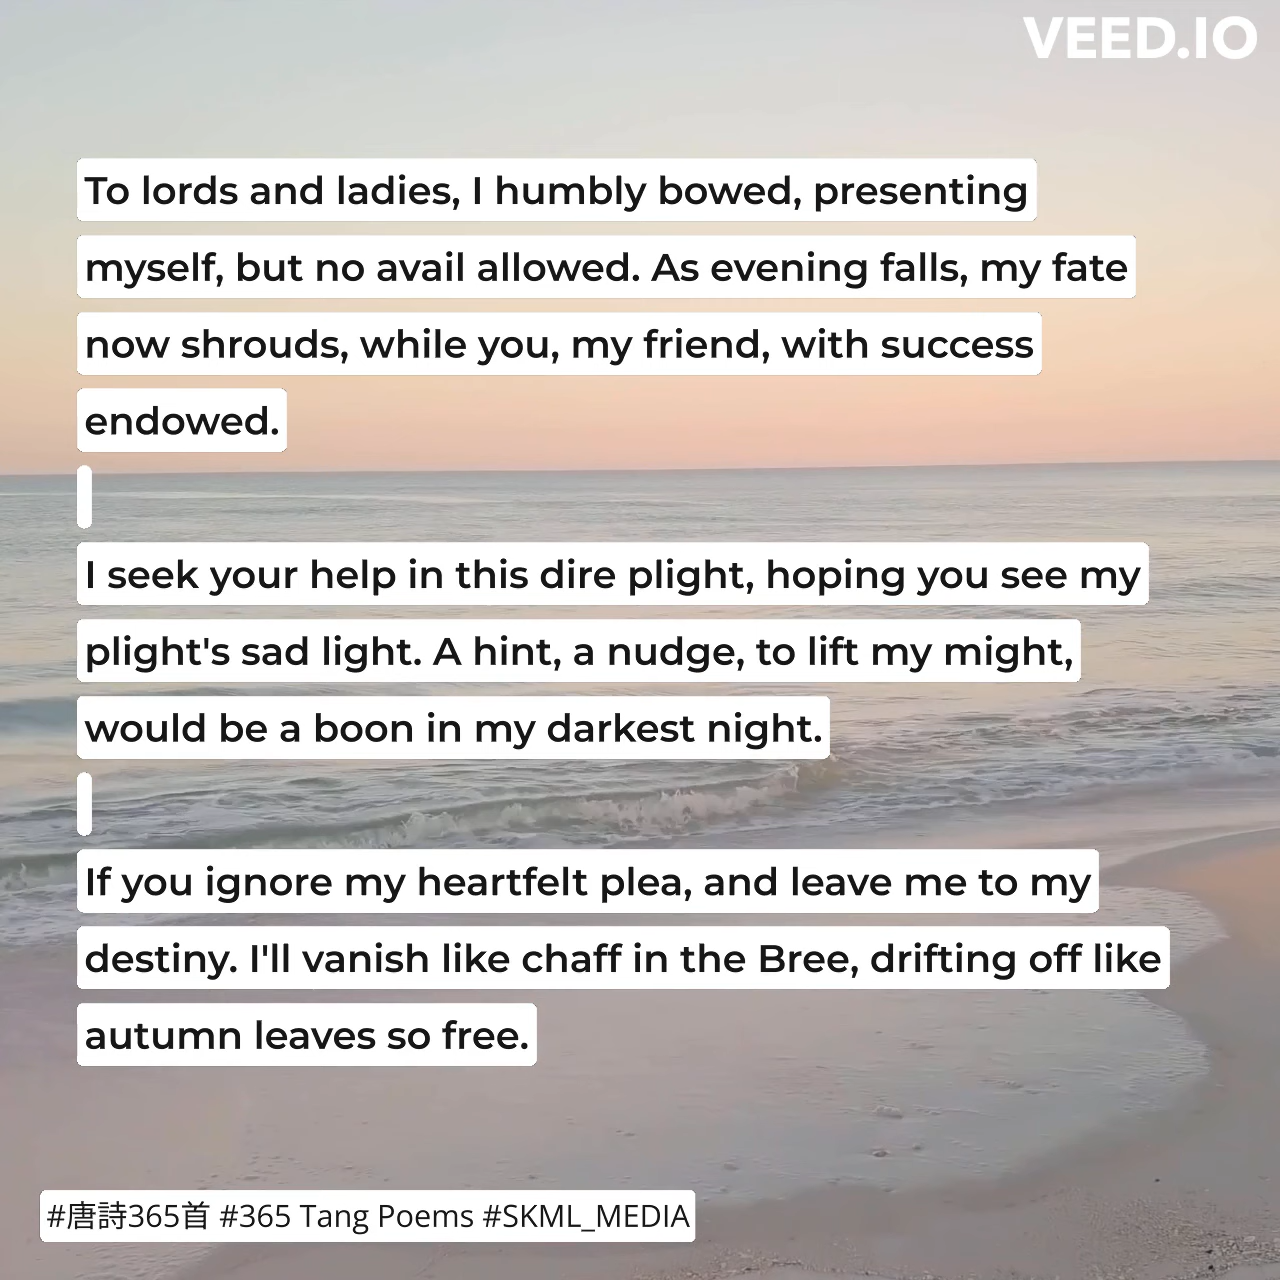 VEED.IO
To lords and ladies, I humbly bowed, presenting
myself, but no avail allowed. As evening falls, my fate
now shrouds, while you, my friend, with success
endowed.
I seek your help in this dire plight, hoping you see my
plight's sad light. A hint, a nudge, to lift my might,
would be a boon in my darkest night.
If you ignore my heartfelt plea, and leave me to my
destiny. I'll vanish like chaff in the Bree, drifting off like
autumn leaves so free.
#唐詩365首 #365 Tang Poems #SKML_MEDIA